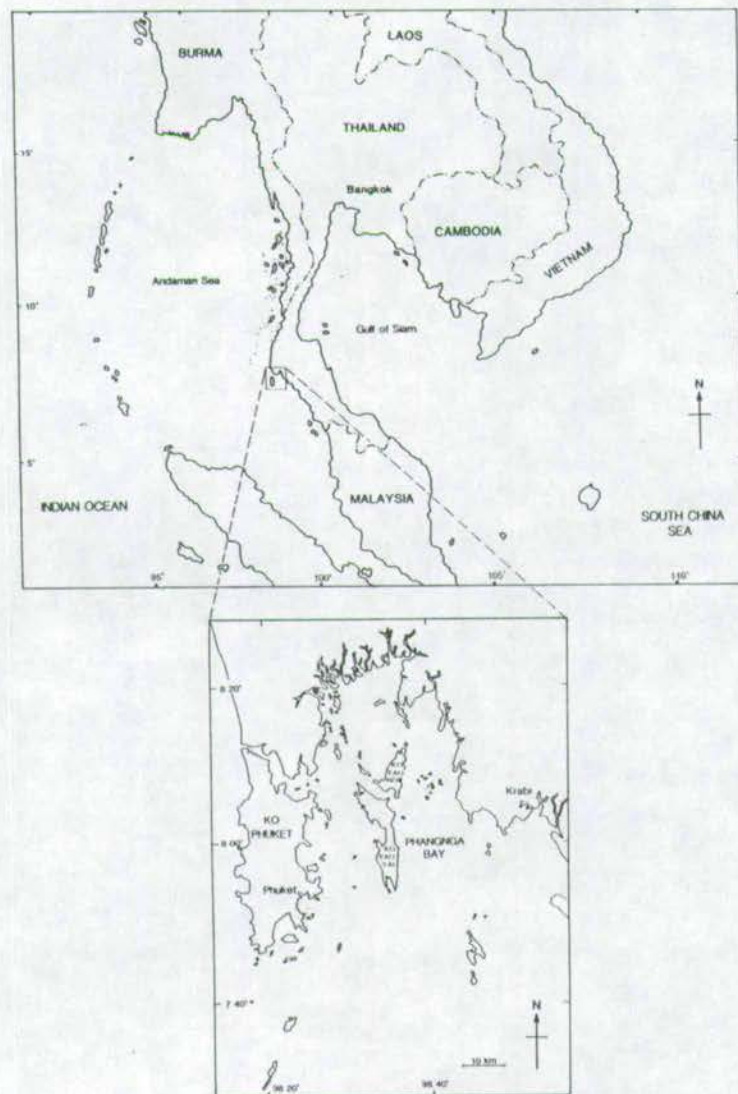 BURMA
LAOS
15°
THAILAND
Bangkok
CAMBODIA
VIETNAM
Andaman Sea
10°
Gulf of Siam
N
5°
INDIAN OCEAN
MALAYSIA
SOUTH CHINA
SEA
95°
100°
105°
8 20'
Krabi
KO
PHUKET
8 00'
PHANGNGA
BAY
Phuket
7 40'
N
10 km
98 20'
98 40'